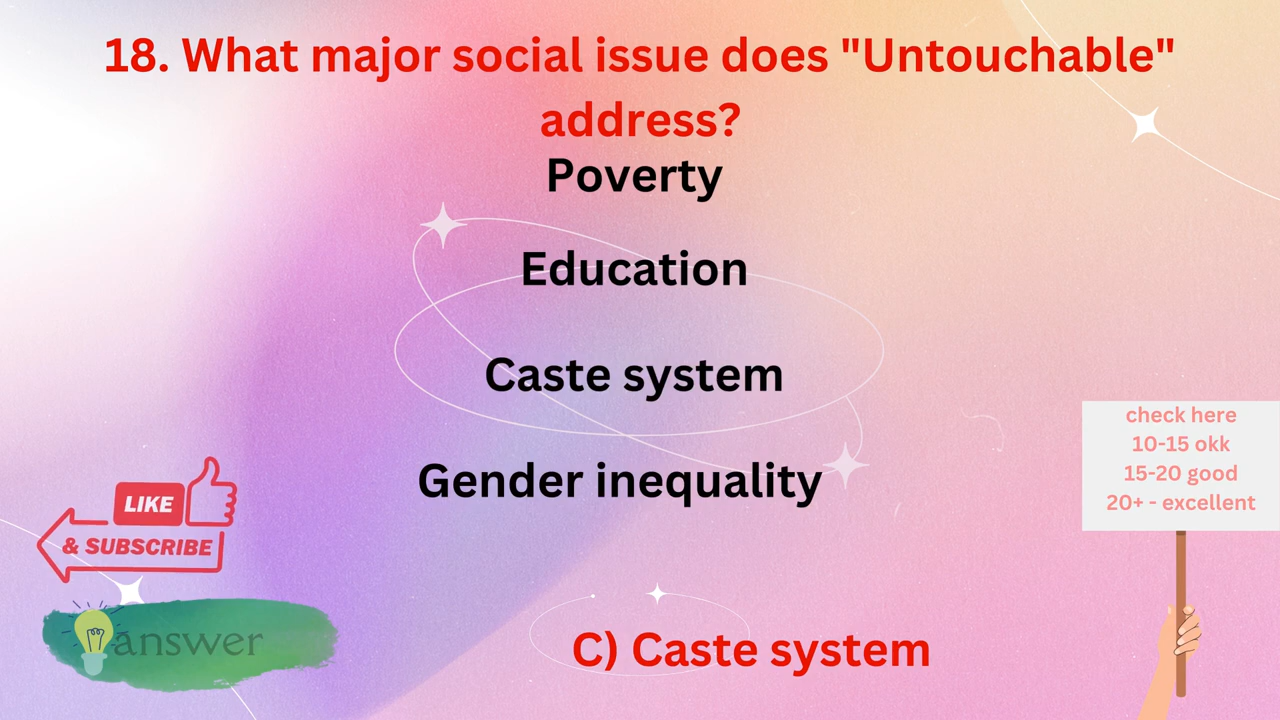 18. What major social issue does "Untouchable"
address?
Poverty
Education
Caste system
Gender inequality
check here
10-15 okk
15-20 good
20+ - excellent
LIKE
& SUBSCRIBE
answer
C) Caste system